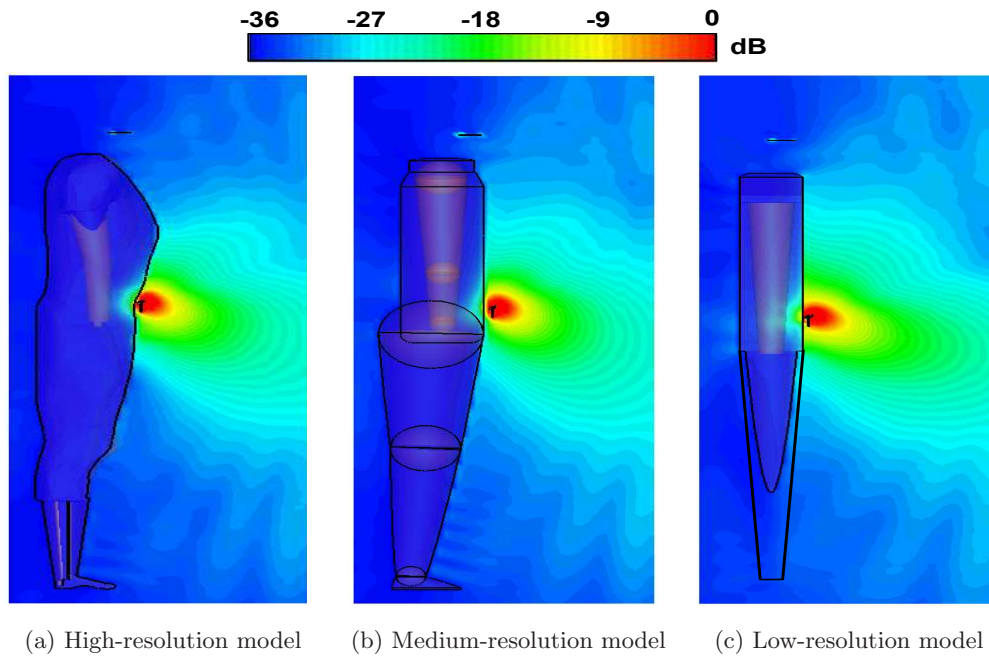 -36 -27 -18 -9 0
dB
(a) High-resolution model (b) Medium-resolution model (c) Low-resolution model